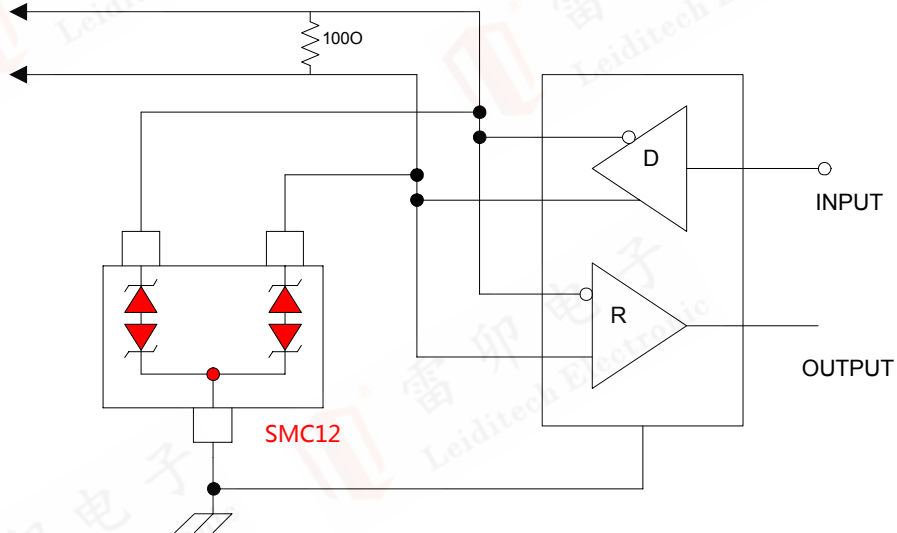 100O
D
INPUT
R
OUTPUT
SMC12
雷卯电子
Leiditech Electronic